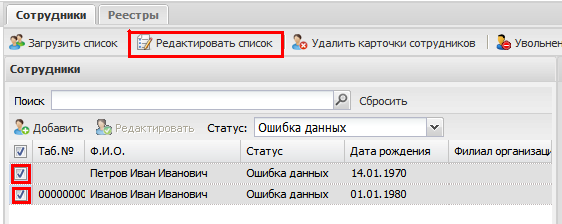 Сотрудники Реестры
Загрузить список Редактировать список Удалить карточки сотрудников Увольнен
Сотрудники
Поиск Сбросить
Добавить Редактировать Статус: Ошибка данных
Таб.№ Ф.И.О. Статус Дата рождения Филиал организаци
Петров Иван Иванович Ошибка данных 14.01.1970
00000000 Иванов Иван Иванович Ошибка данных 01.01.1980